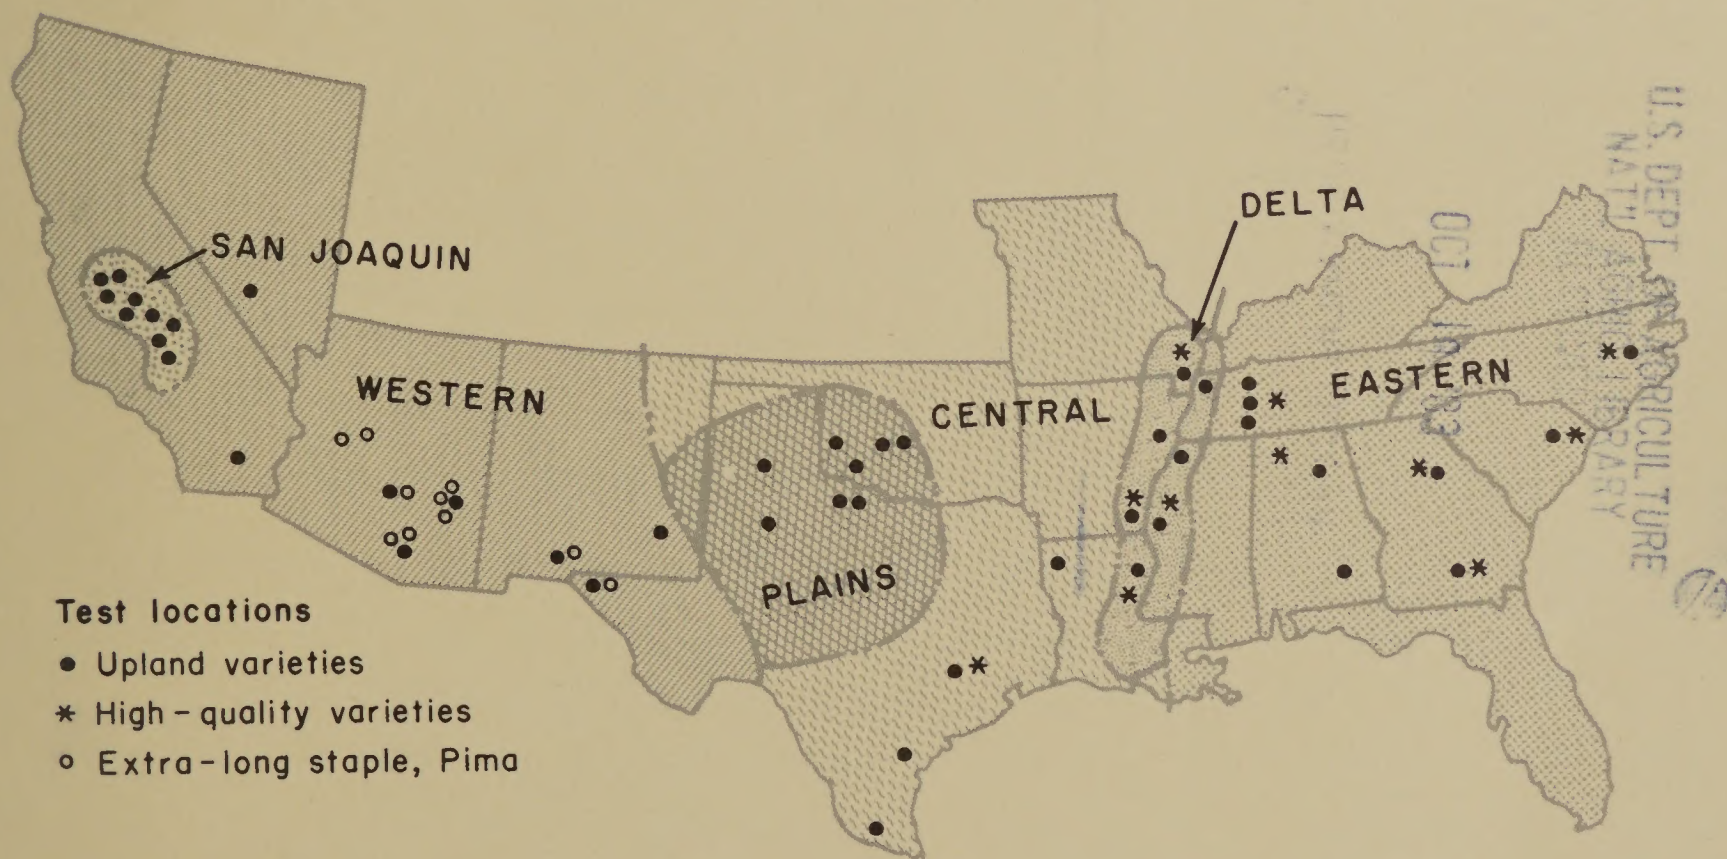 DELTA
SAN JOAQUIN
WESTERN
CENTRAL
EASTERN
PLAINS
Test locations
Upland varieties
High-quality varieties
Extra-long staple, Pima
U.S. DEPT. OF AGRICULTURE
LIBRARY
OCT